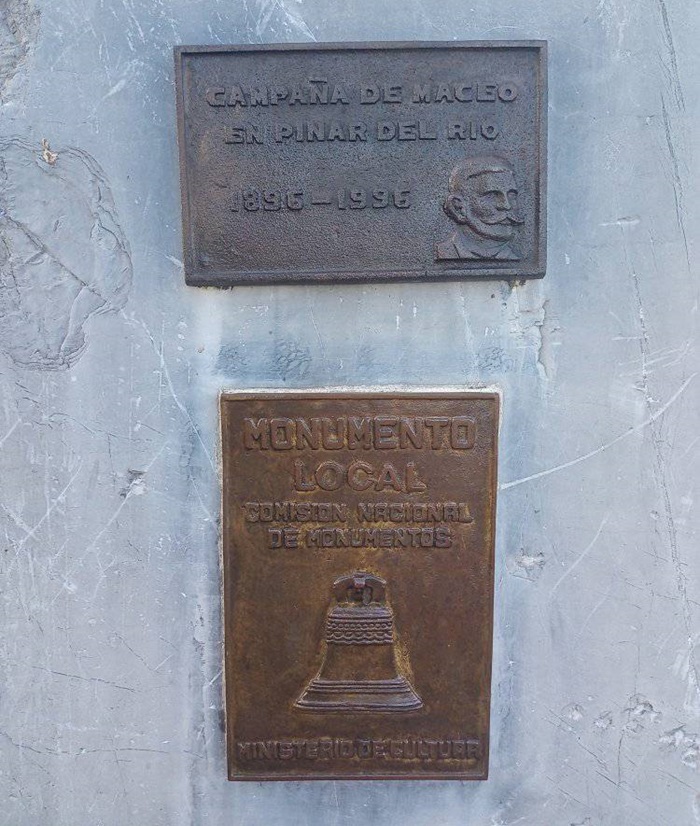 CAMPAÑA DE MACEO
EN PINAR DEL RIO
1896-1996
MONUMENTO
LOCAL
COMISION NACIONAL
DE MONUMENTOS
MINISTERIO DE CULTURA